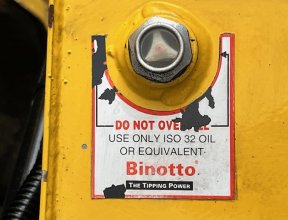 DO NOT
USE ONLY ISO 32 OIL
OR EQUIVALENT
Binotto
THE TIPPING POWER